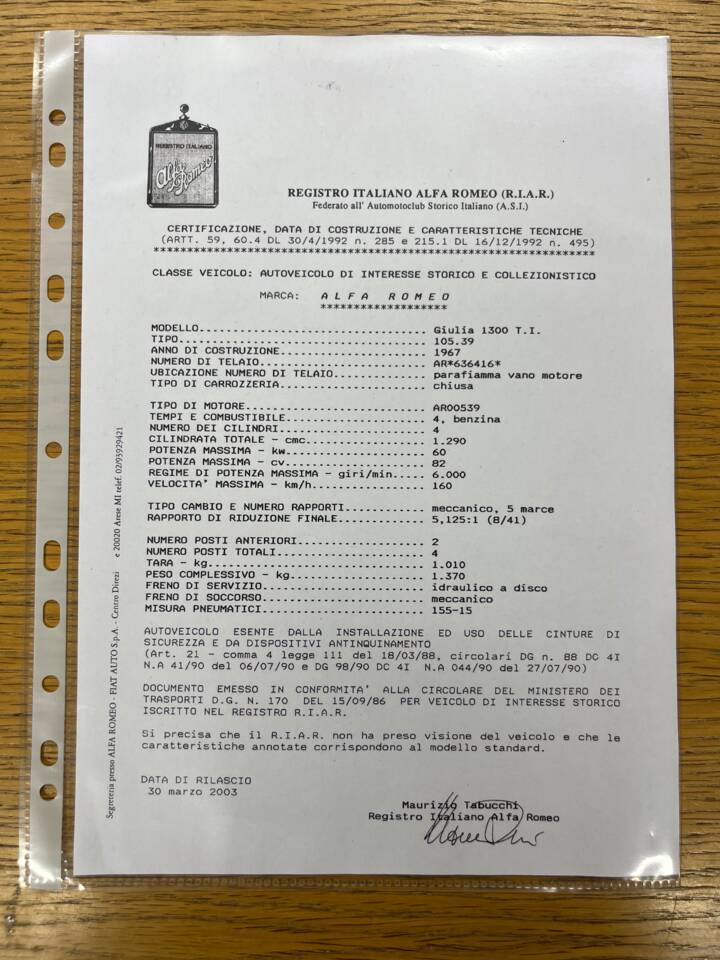 REGISTRO ITALIANO
Alfa Romeo
REGISTRO ITALIANO ALFA ROMEO (R.I.A.R.)
Federato all' Automotoclub Storico Italiano (A.S.I.)
CERTIFICAZIONE, DATA DI COSTRUZIONE E CARATTERISTICHE TECNICHE
(ARTT. 59, 60.4 DL 30/4/1992 n. 285 e 215.1 DL 16/12/1992 n. 495)
***************************************************************
CLASSE VEICOLO: AUTOVEICOLO DI INTERESSE STORICO E COLLEZIONISTICO
MARCA: ALFA ROMEO
*******************
MODELLO................................ Giulia 1300 T.I.
TIPO................................... 105.39
ANNO DI COSTRUZIONE.................... 1967
NUMERO DI TELAIO....................... AR*636416*
UBICAZIONE NUMERO DI TELAIO............ parafiamma vano motore
TIPO DI CARROZZERIA.................... chiusa
TIPO DI MOTORE......................... AR00539
TEMPI E COMBUSTIBILE................... 4, benzina
NUMERO DEI CILINDRI.................... 4
CILINDRATA TOTALE - cmc................ 1.290
POTENZA MASSIMA - kw................... 60
POTENZA MASSIMA - cv................... 82
REGIME DI POTENZA MASSIMA - giri/min..... 6.000
VELOCITA' MASSIMA - km/h............... 160
TIPO CAMBIO E NUMERO RAPPORTI.......... meccanico, 5 marce
RAPPORTO DI RIDUZIONE FINALE........... 5,125:1 (8/41)
NUMERO POSTI ANTERIORI................. 2
NUMERO POSTI TOTALI.................... 4
TARA - kg.............................. 1.010
PESO COMPLESSIVO - kg.................. 1.370
FRENO DI SERVIZIO...................... idraulico a disco
FRENO DI SOCCORSO...................... meccanico
MISURA PNEUMATICI...................... 155-15
AUTOVEICOLO ESENTE DALLA INSTALLAZIONE ED USO DELLE CINTURE DI
SICUREZZA E DA DISPOSITIVI ANTINQUINAMENTO
(Art. 21 - comma 4 legge 111 del 18/03/88, circolari DG n. 88 DC 4I
N.A 41/90 del 06/07/90 e DG 98/90 DC 4I N.A 044/90 del 27/07/90)
DOCUMENTO EMESSO IN CONFORMITA' ALLA CIRCOLARE DEL MINISTERO DEI
TRASPORTI D.G. N. 170 DEL 15/09/86 PER VEICOLO DI INTERESSE STORICO
ISCRITTO NEL REGISTRO R.I.A.R.
Si precisa che il R.I.A.R. non ha preso visione del veicolo e che le
caratteristiche annotate corrispondono al modello standard.
DATA DI RILASCIO
30 marzo 2003
Maurizio Tabucchi
Registro Italiano Alfa Romeo
Segreteria presso ALFA ROMEO - FIAT AUTO S.p.A. - Centro Direzi e 20020 Arese MI telef. 02/93929421